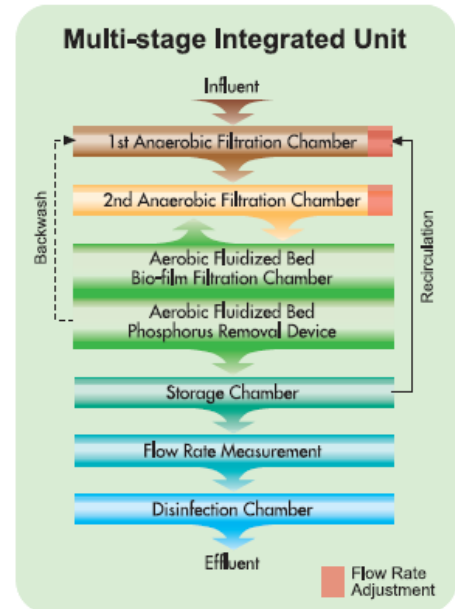 Multi-stage Integrated Unit
Influent
1st Anaerobic Filtration Chamber
2nd Anaerobic Filtration Chamber
Backwash
Recirculation
Aerobic Fluidized Bed
Bio-film Filtration Chamber
Aerobic Fluidized Bed
Phosphorus Removal Device
Storage Chamber
Flow Rate Measurement
Disinfection Chamber
Effluent
Flow Rate
Adjustment